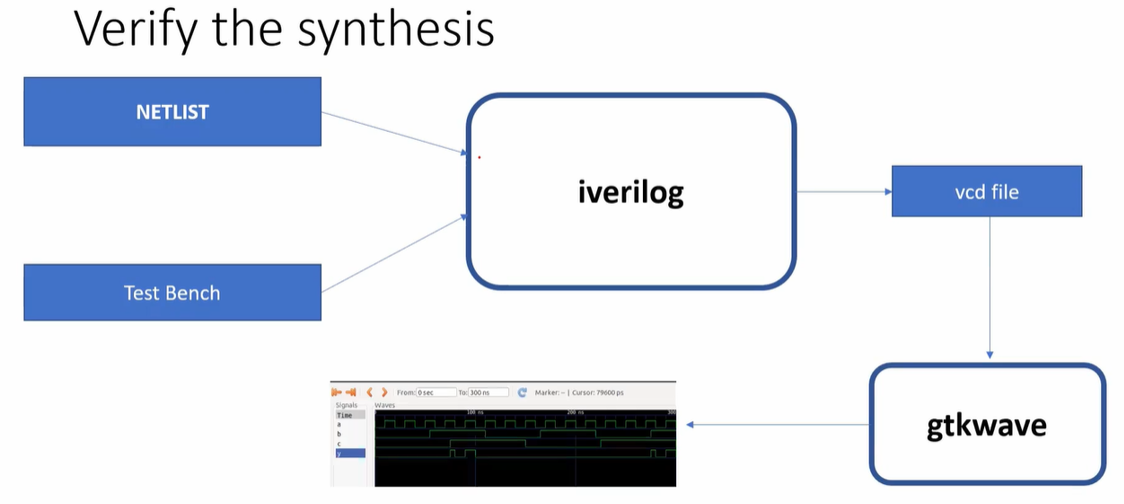 Verify the synthesis
NETLIST
iverilog
vcd file
Test Bench
From: 0 sec To: 300 ns Marker: -- | Cursor: 79600 ps
Signals Waves
Time
100 ns 200 ns 300
a
b
c
y
gtkwave